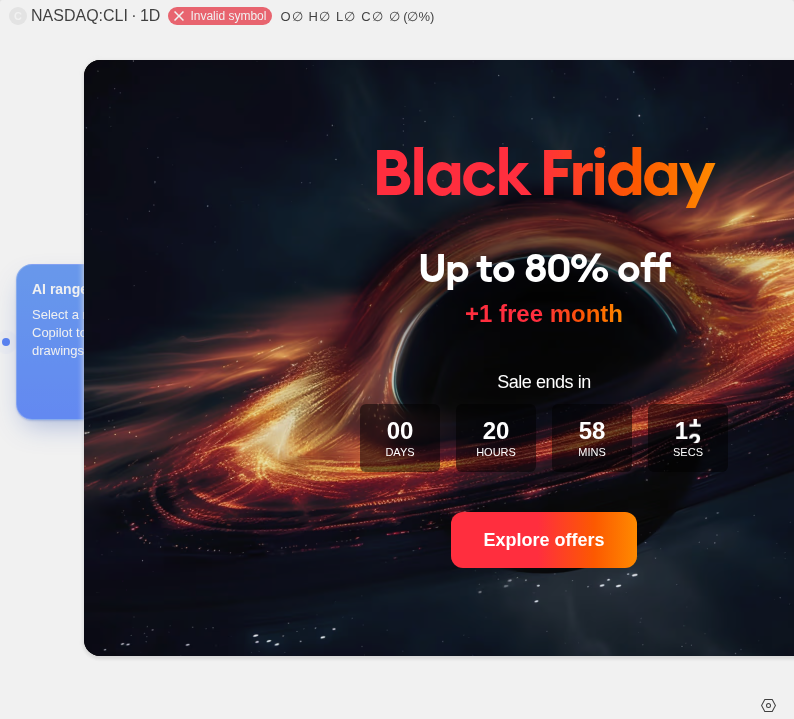 C NASDAQ:CLI · 1D Invalid symbol O∅ H∅ L∅ C∅ ∅ (∅%)
Black Friday
Up to 80% off
+1 free month
AI range
Select a
Copilot to
drawings
Sale ends in
00 20 58
DAYS HOURS MINS SECS
Explore offers